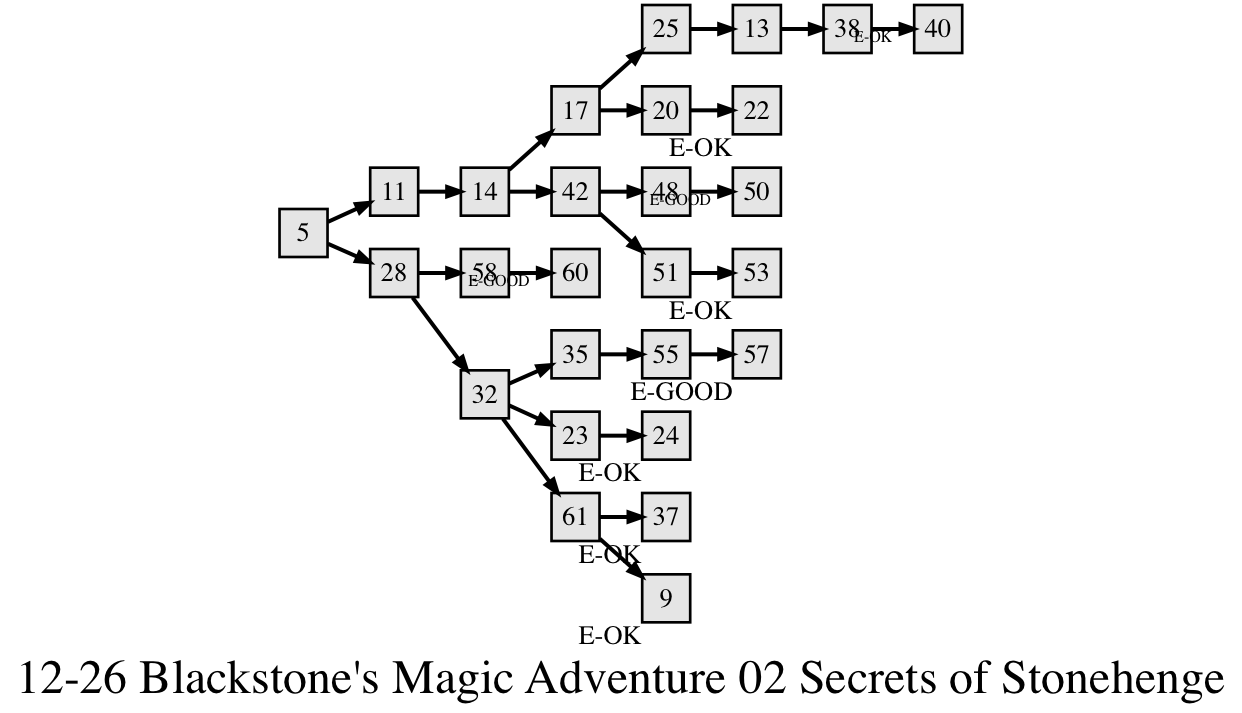 25 13 38 40
E-OK
17 20 22
E-OK
11 14 42 48 50
E-GOOD
5
28 58 60 51 53
E-GOOD
E-OK
35 55 57
E-GOOD
32
23 24
E-OK
61 37
E-OK
9
E-OK
12-26 Blackstone's Magic Adventure 02 Secrets of Stonehenge